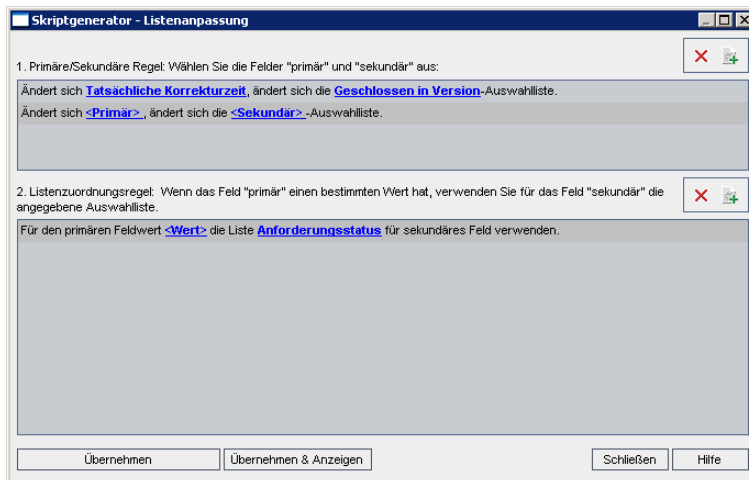 Skriptgenerator - Listenanpassung
1. Primäre/Sekundäre Regel: Wählen Sie die Felder "primär" und "sekundär" aus:
Ändert sich Tatsächliche Korrekturzeit, ändert sich die Geschlossen in Version-Auswahlliste.
Ändert sich <Primär> , ändert sich die <Sekundär> -Auswahlliste.
2. Listenzuordnungsregel: Wenn das Feld "primär" einen bestimmten Wert hat, verwenden Sie für das Feld "sekundär" die
angegebene Auswahlliste.
Für den primären Feldwert <Wert> die Liste Anforderungsstatus für sekundäres Feld verwenden.
Übernehmen Übernehmen & Anzeigen Schließen Hilfe